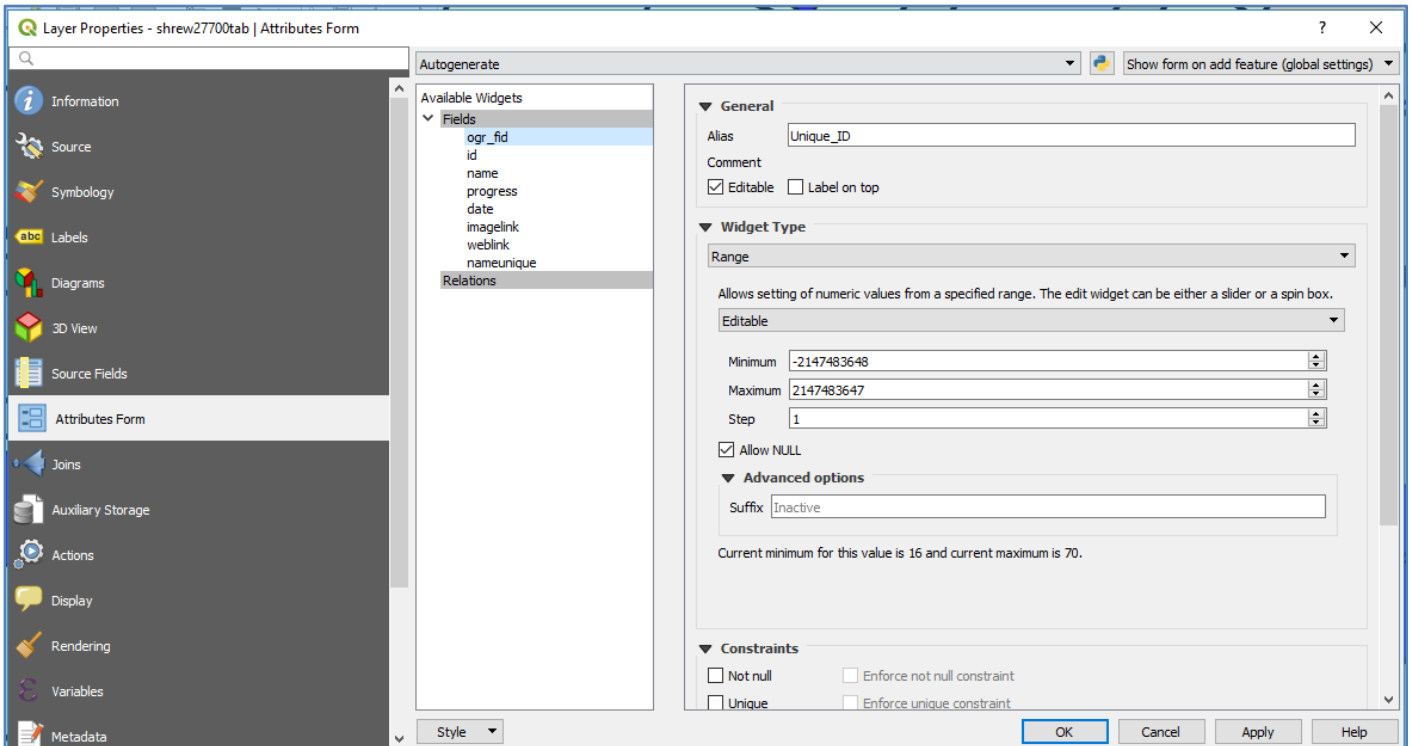 Layer Properties - shrew27700tab | Attributes Form
?
Autogenerate
Show form on add feature (global settings)
Information
Source
Symbology
abc Labels
Diagrams
3D View
Source Fields
Attributes Form
Joins
Auxiliary Storage
Actions
Display
Rendering
Variables
Metadata
Available Widgets
Fields
ogr_fid
id
name
progress
date
imagelink
weblink
nameunique
Relations
General
Alias Unique_ID
Comment
Editable Label on top
Widget Type
Range
Allows setting of numeric values from a specified range. The edit widget can be either a slider or a spin box.
Editable
Minimum -2147483648
Maximum 2147483647
Step 1
Allow NULL
Advanced options
Suffix Inactive
Current minimum for this value is 16 and current maximum is 70.
Constraints
Not null Enforce not null constraint
Unique Enforce unique constraint
Style
OK Cancel Apply Help